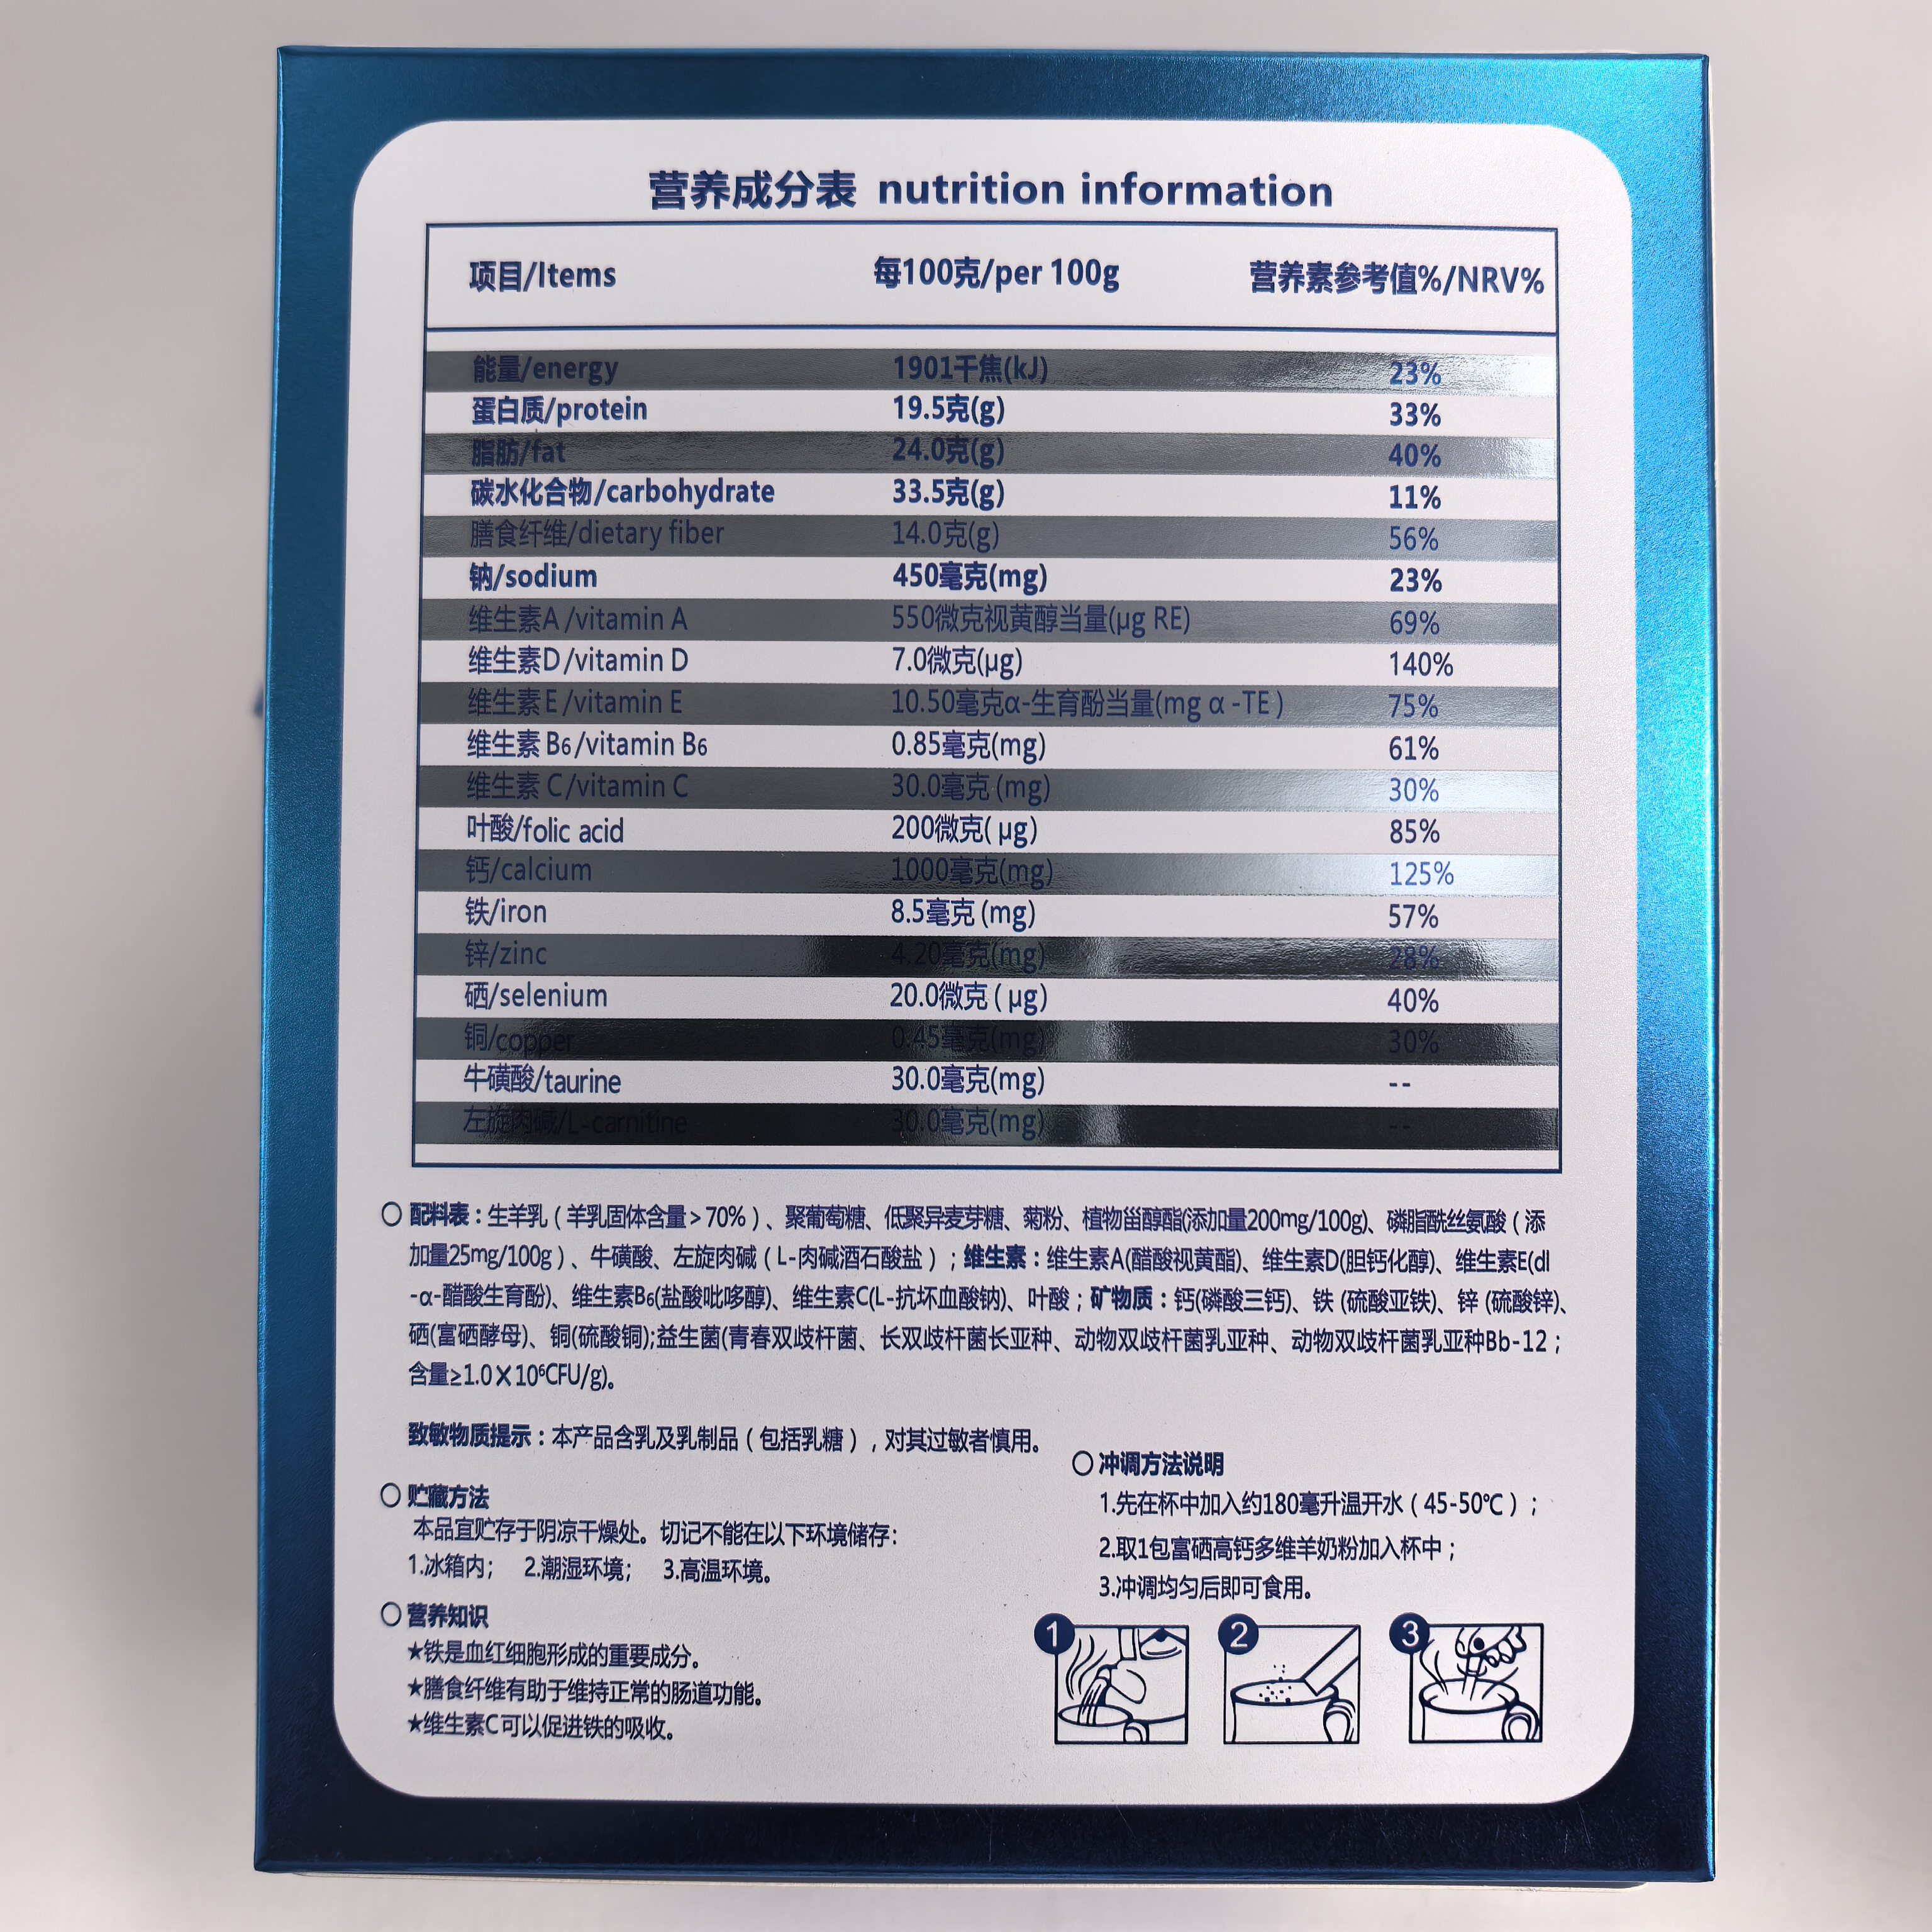 营养成分表 nutrition information
项目/Items 每100克/per 100g 营养素参考值%/NRV%
能量/energy 1901千焦(kJ) 23%
蛋白质/protein 19.5克(g) 33%
脂肪/fat 24.0克(g) 40%
碳水化合物/carbohydrate 33.5克(g) 11%
膳食纤维/dietary fiber 14.0克(g) 56%
钠/sodium 450毫克(mg) 23%
维生素A /vitamin A 550微克视黄醇当量(μg RE) 69%
维生素D /vitamin D 7.0微克(μg) 140%
维生素E /vitamin E 10.50毫克α-生育酚当量(mg α -TE ) 75%
维生素 B6 /vitamin B6 0.85毫克(mg) 61%
维生素 C /vitamin C 30.0毫克 (mg) 30%
叶酸/folic acid 200微克( μg) 85%
钙/calcium 1000毫克(mg) 125%
铁/iron 8.5毫克 (mg) 57%
锌/zinc 4.20毫克(mg) 28%
硒/selenium 20.0微克 ( μg) 40%
铜/copper 0.45毫克(mg) 30%
牛磺酸/taurine 30.0毫克(mg) --
左旋肉碱/L-carnitine 30.0毫克(mg) --
配料表：生羊乳（羊乳固体含量＞70%）、聚葡萄糖、低聚异麦芽糖、菊粉、植物甾醇酯(添加量200mg/100g)、磷脂酰丝氨酸（添
加量25mg/100g）、牛磺酸、左旋肉碱（L-肉碱酒石酸盐）；维生素：维生素A(醋酸视黄酯)、维生素D(胆钙化醇)、维生素E(dl
-α-醋酸生育酚)、维生素B6(盐酸吡哆醇)、维生素C(L-抗坏血酸钠)、叶酸；矿物质：钙(磷酸三钙)、铁 (硫酸亚铁)、锌 (硫酸锌)、
硒(富硒酵母)、铜(硫酸铜);益生菌(青春双歧杆菌、长双歧杆菌长亚种、动物双歧杆菌乳亚种、动物双歧杆菌乳亚种Bb-12；
含量≥1.0X10⁶CFU/g)。
致敏物质提示：本产品含乳及乳制品（包括乳糖），对其过敏者慎用。
贮藏方法
本品宜贮存于阴凉干燥处。切记不能在以下环境储存：
1.冰箱内； 2.潮湿环境； 3.高温环境。
营养知识
★铁是血红细胞形成的重要成分。
★膳食纤维有助于维持正常的肠道功能。
★维生素C可以促进铁的吸收。
冲调方法说明
1.先在杯中加入约180毫升温开水（45-50℃）；
2.取1包富硒高钙多维羊奶粉加入杯中；
3.冲调均匀后即可食用。
1 2 3